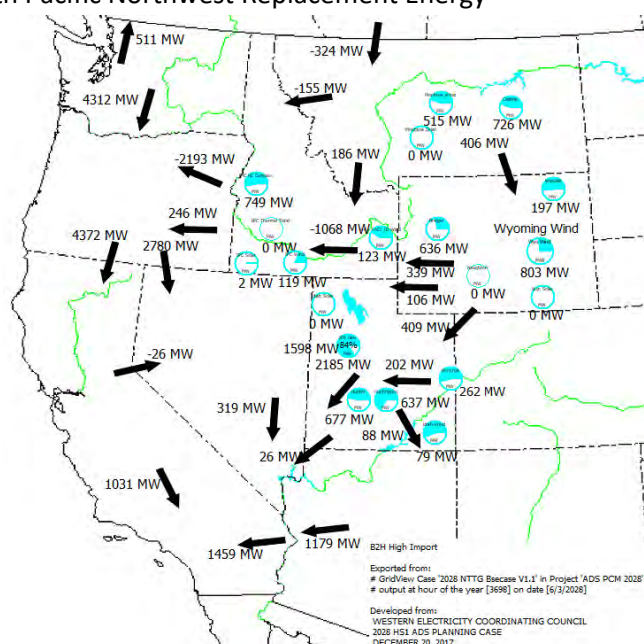 h Pacific Northwest Replacement Energy
511 MW
-324 MW
4312 MW
-155 MW
515 MW
726 MW
0 MW
406 MW
-2193 MW
186 MW
749 MW
197 MW
Wyoming Wind
246 MW
-1068 MW
636 MW
0 MW
123 MW
803 MW
4372 MW
2780 MW
339 MW
2 MW
119 MW
106 MW
0 MW
0 MW
0 MW
409 MW
1598 MW
84%
2185 MW
-26 MW
202 MW
262 MW
319 MW
677 MW
637 MW
88 MW
26 MW
79 MW
1031 MW
1459 MW
1179 MW
B2H High Import
Exported from:
# GridView Case '2028 NTTG Bsecase V1.1' in Project 'ADS PCM 2028'
# output at hour of the year [3698] on date [6/3/2028]
Developed from:
WESTERN ELECTRICITY COORDINATING COUNCIL
2028 HS1 ADS PLANNING CASE
DECEMBER 20, 2017